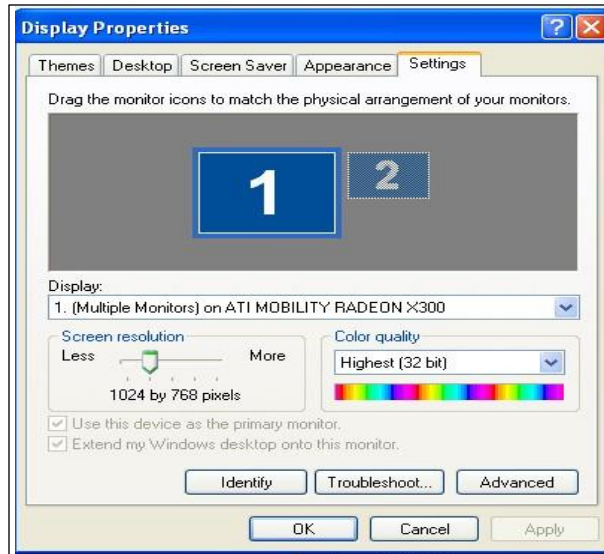 Display Properties
Themes Desktop Screen Saver Appearance Settings
Drag the monitor icons to match the physical arrangement of your monitors.
1 2
Display:
1. (Multiple Monitors) on ATI MOBILITY RADEON X300
Screen resolution Color quality
Less More Highest (32 bit)
1024 by 768 pixels
Use this device as the primary monitor.
Extend my Windows desktop onto this monitor.
Identify Troubleshoot... Advanced
OK Cancel Apply